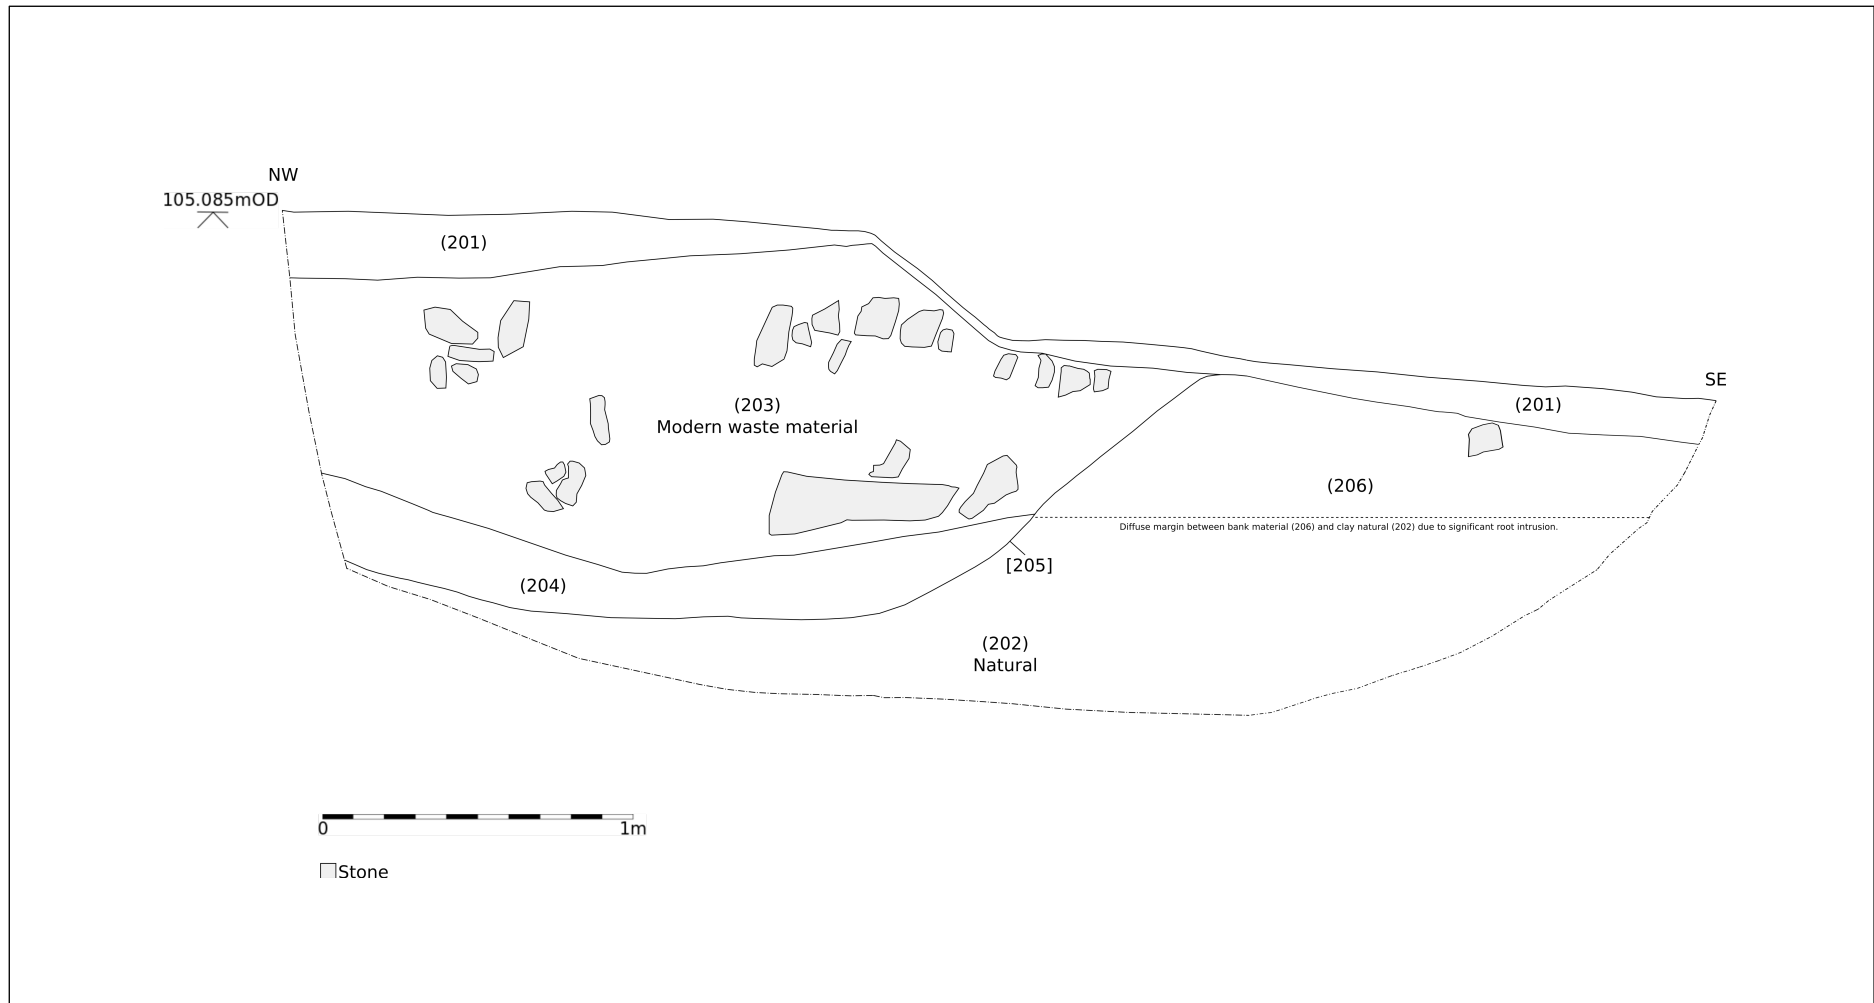 NW
105.085mOD
(201)
SE
(201)
(203)
Modern waste material
(206)
Diffuse margin between bank material (206) and clay natural (202) due to significant root intrusion.
[205]
(204)
(202)
Natural
0 1m
Stone